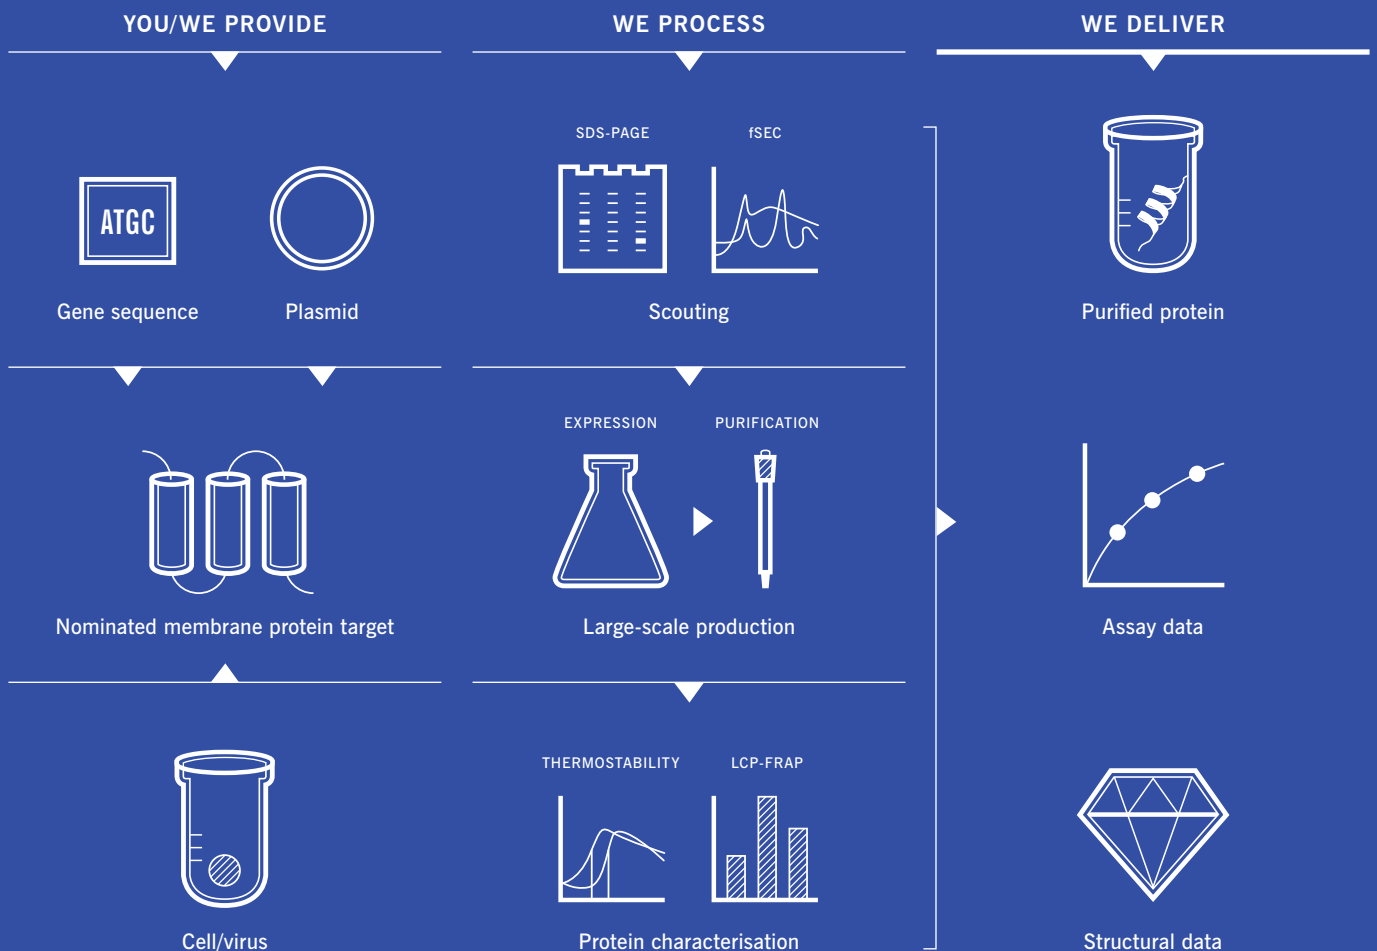 YOU/WE PROVIDE
ATGC
Gene sequence
Plasmid
Nominated membrane protein target
Cell/virus
WE PROCESS
SDS-PAGE
fSEC
Scouting
EXPRESSION
PURIFICATION
Large-scale production
THERMOSTABILITY
LCP-FRAP
Protein characterisation
WE DELIVER
Purified protein
Assay data
Structural data